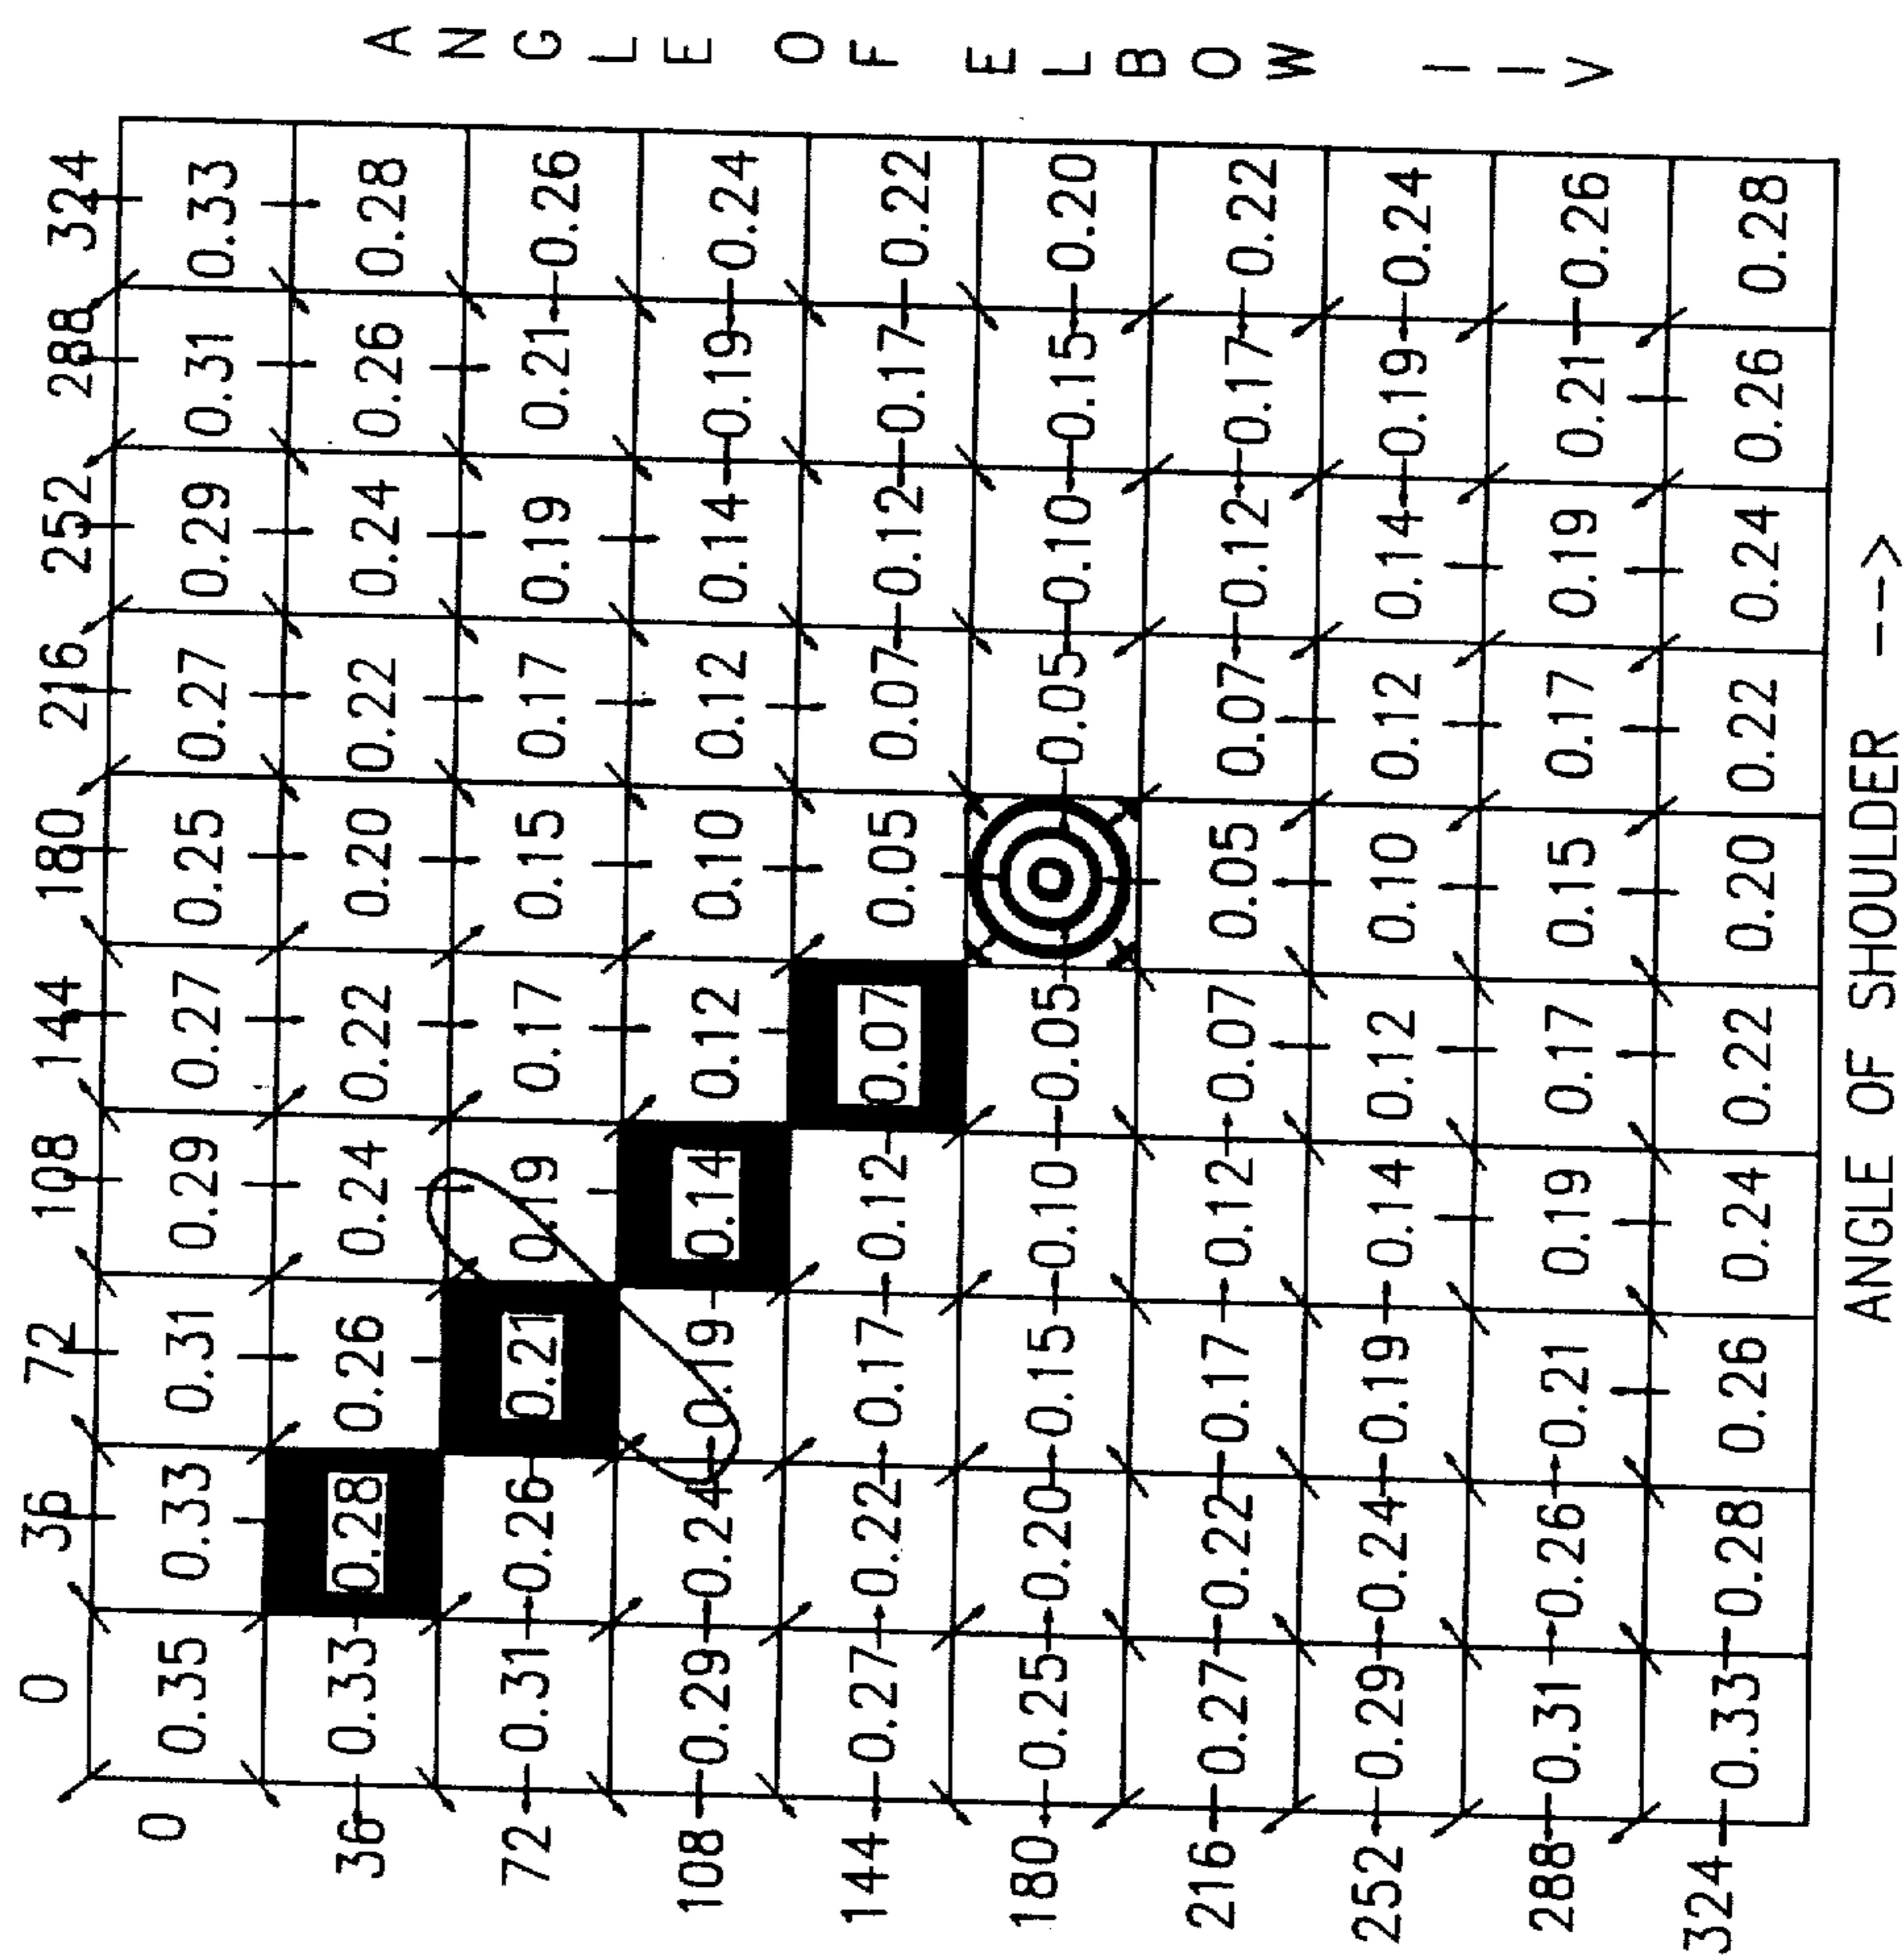 0 36 72 108 144 180 216 252 288 324
0 0.35 0.33 0.31 0.29 0.27 0.25 0.27 0.29 0.31 0.33
36 0.33 0.28 0.26 0.24 0.22 0.20 0.22 0.24 0.26 0.28
72 0.31 0.26 0.21 0.19 0.17 0.15 0.17 0.19 0.21 0.26
108 0.29 0.24 0.19 0.14 0.12 0.10 0.12 0.14 0.19 0.24
144 0.27 0.22 0.17 0.12 0.07 0.05 0.07 0.12 0.17 0.22
180 0.25 0.20 0.15 0.10 0.05 0.05 0.10 0.15 0.20
216 0.27 0.22 0.17 0.12 0.07 0.05 0.07 0.12 0.17 0.22
252 0.29 0.24 0.19 0.14 0.12 0.10 0.12 0.14 0.19 0.24
288 0.31 0.26 0.21 0.19 0.17 0.15 0.17 0.19 0.21 0.26
324 0.33 0.28 0.26 0.24 0.22 0.20 0.22 0.24 0.26 0.28
ANGLE OF SHOULDER -->
ANGLE OF ELBOW | | V